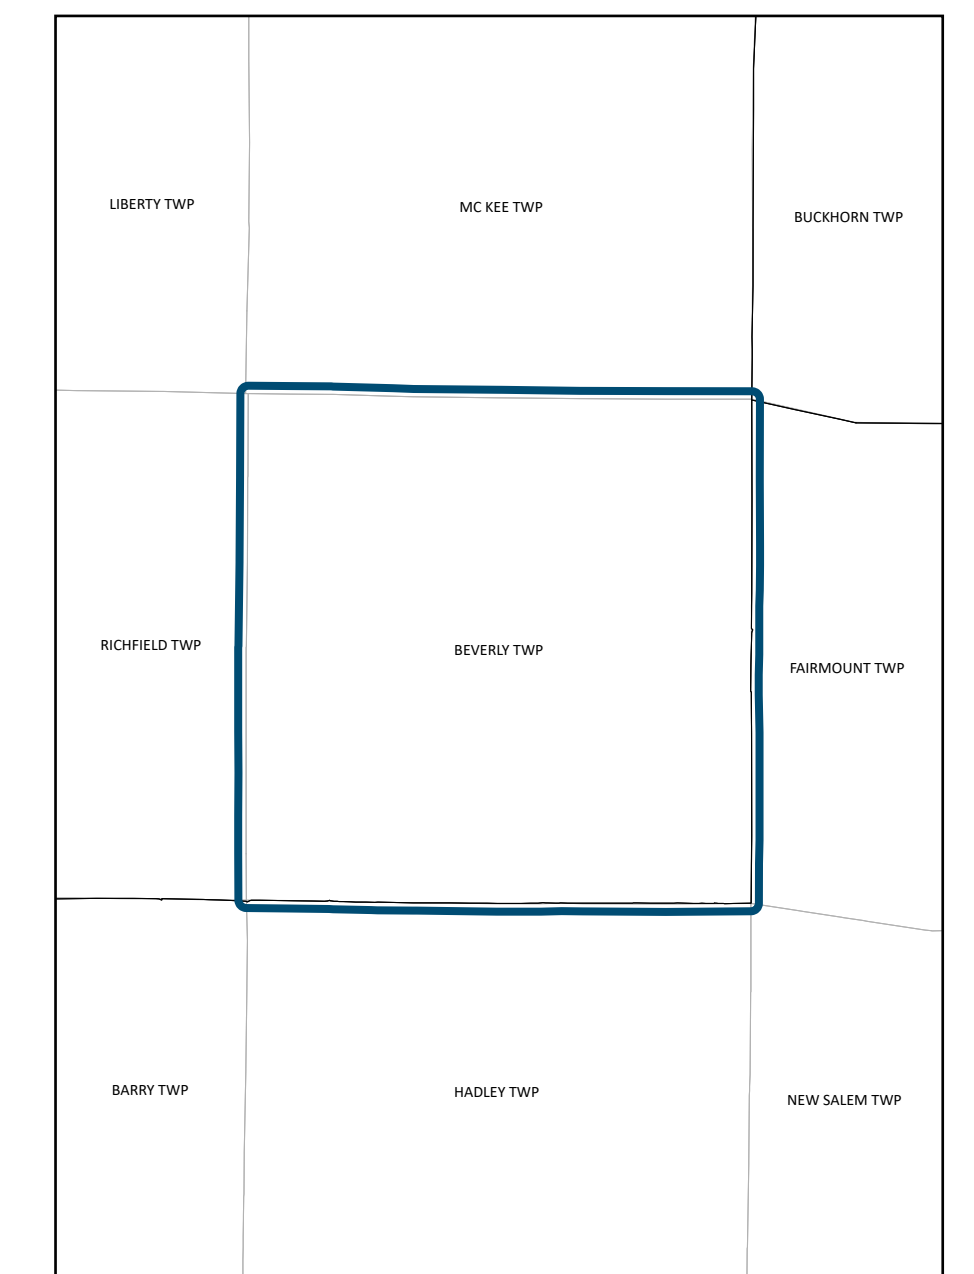 LIBERTY TWP
MC KEE TWP
BUCKHORN TWP
RICHFIELD TWP
BEVERLY TWP
FAIRMOUNT TWP
BARRY TWP
HADLEY TWP
NEW SALEM TWP